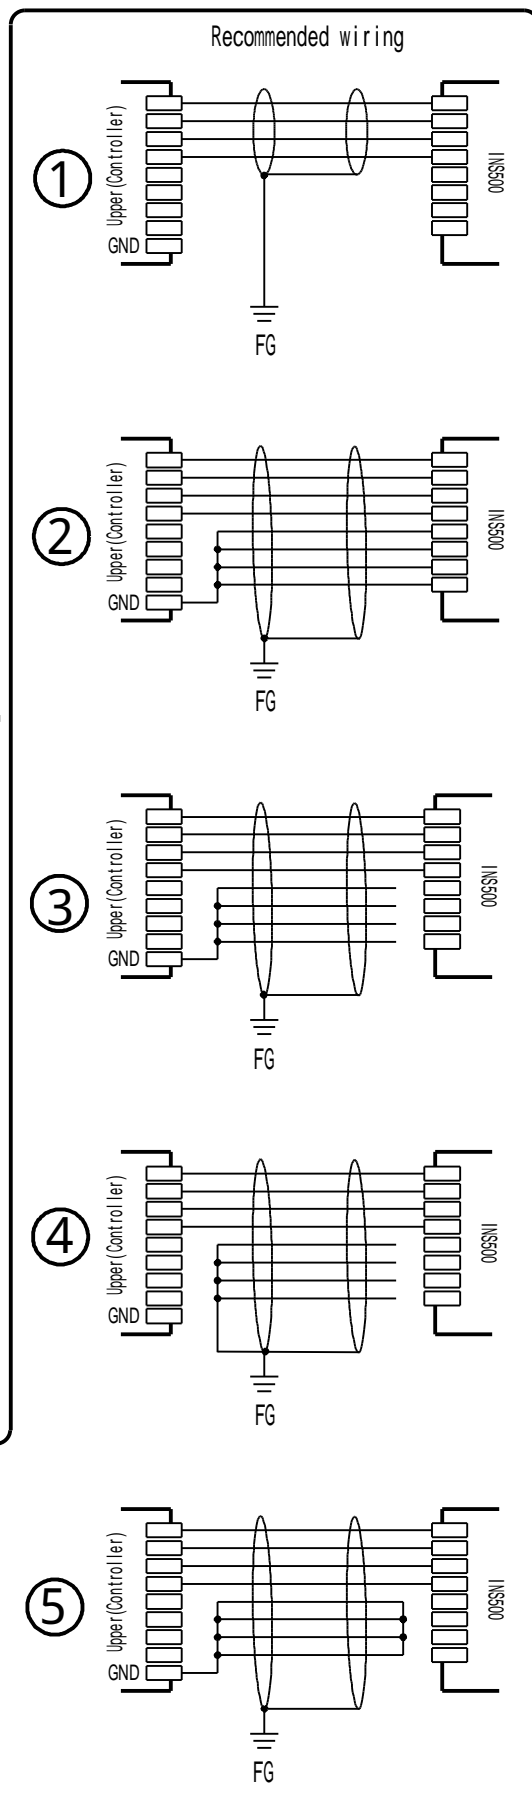 Recommended wiring
1
Upper(Controller)
GND
INS500
FG
2
Upper(Controller)
GND
INS500
FG
3
Upper(Controller)
GND
INS500
FG
4
Upper(Controller)
GND
INS500
FG
5
Upper(Controller)
GND
INS500
FG